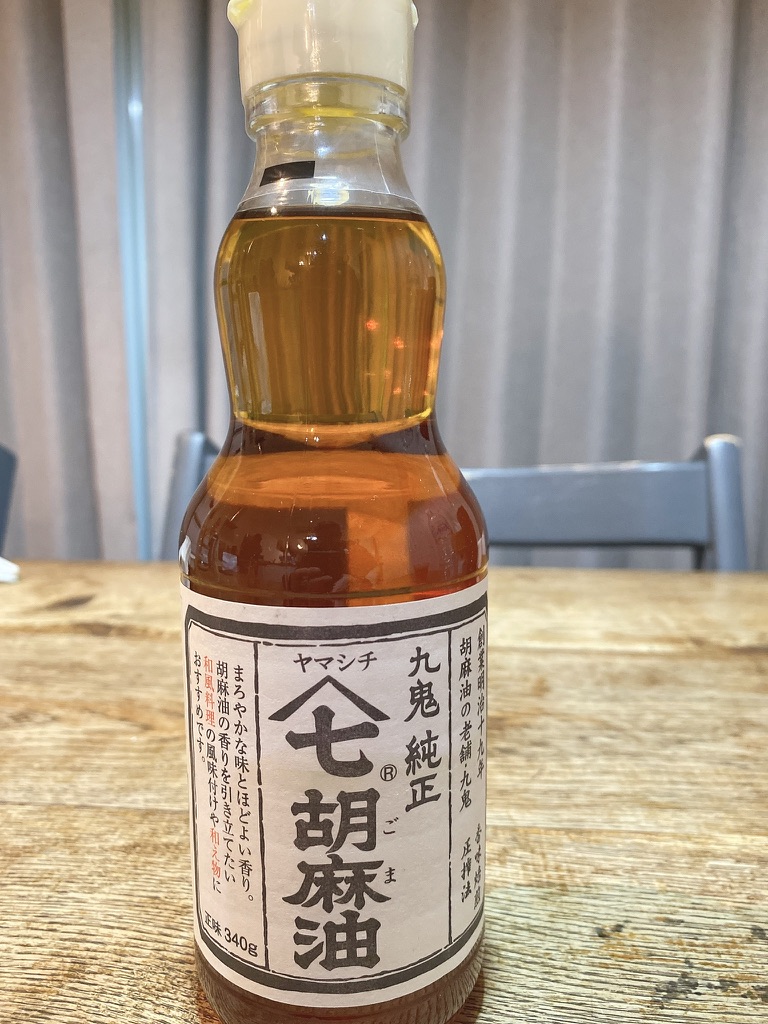 創業明治十九年
胡麻油の老舗・九鬼
圧搾法
九鬼 純正
ヤマシチ
七®
胡麻油
ごま
まろやかな味とほどよい香り。
胡麻油の香りを引き立てたい
和風料理の風味付けや和え物に
おすすめです。
正味 340g